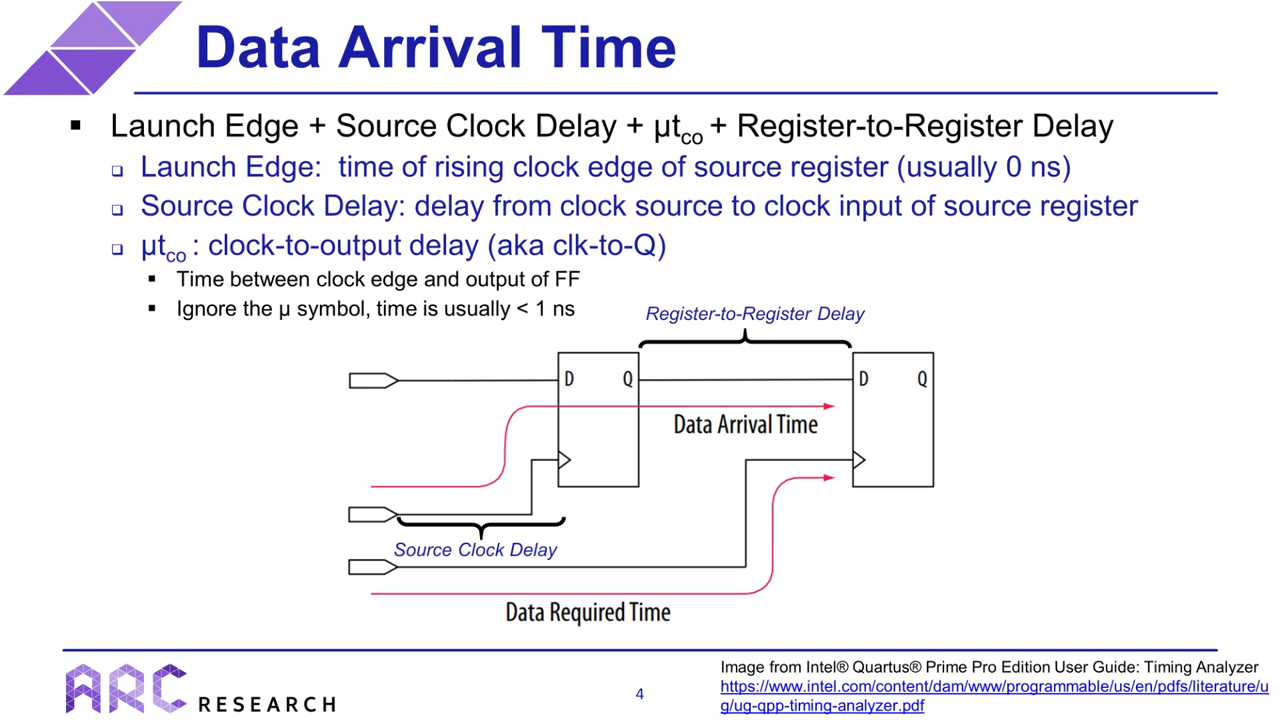 Data Arrival Time
▪ Launch Edge + Source Clock Delay + µtco + Register-to-Register Delay
❑ Launch Edge: time of rising clock edge of source register (usually 0 ns)
❑ Source Clock Delay: delay from clock source to clock input of source register
❑ µtco : clock-to-output delay (aka clk-to-Q)
▪ Time between clock edge and output of FF
▪ Ignore the µ symbol, time is usually < 1 ns
Register-to-Register Delay
D Q
D Q
Data Arrival Time
Source Clock Delay
Data Required Time
ARC RESEARCH
4
Image from Intel® Quartus® Prime Pro Edition User Guide: Timing Analyzer
https://www.intel.com/content/dam/www/programmable/us/en/pdfs/literature/u
g/ug-qpp-timing-analyzer.pdf